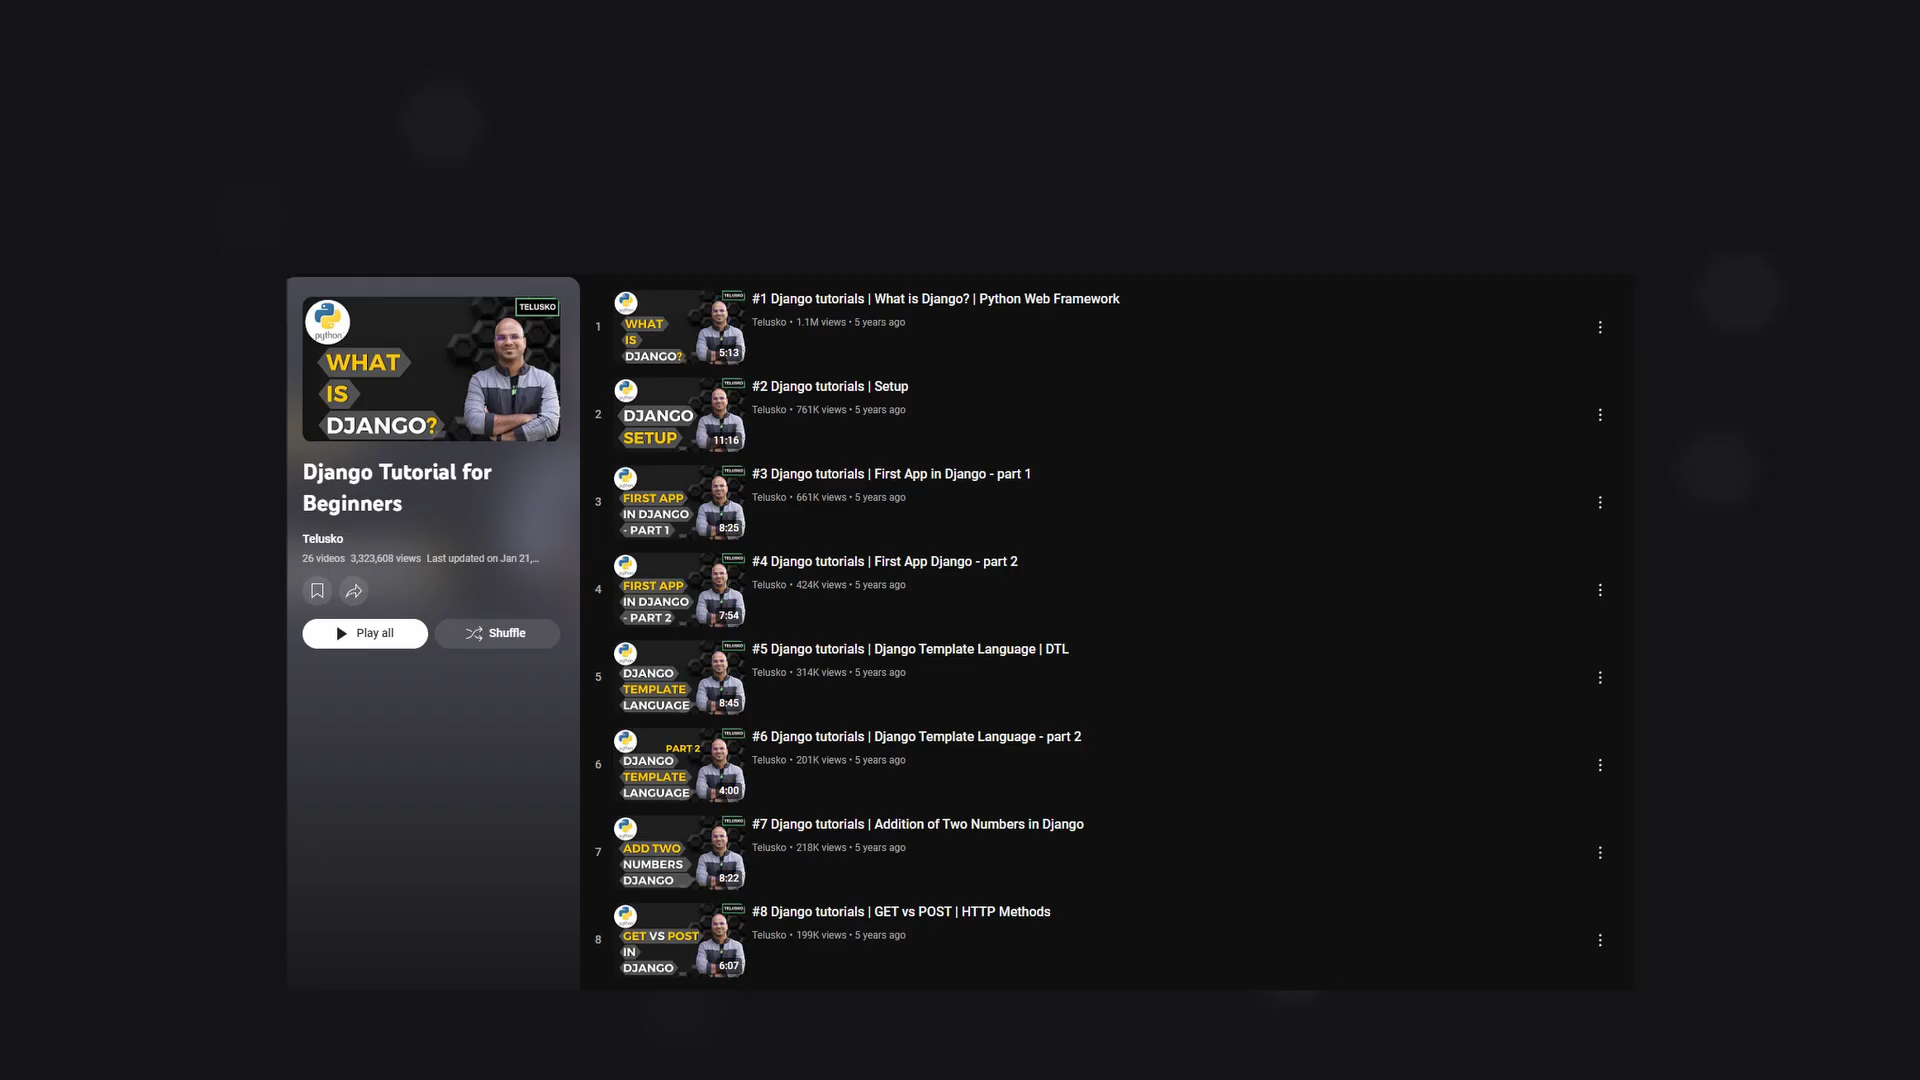 TELUSKO
python
WHAT
IS
DJANGO?
Django Tutorial for
Beginners
Telusko
26 videos 3,323,608 views Last updated on Jan 21,...
Play all
Shuffle
1
TELUSKO
WHAT
IS
DJANGO?
5:13
#1 Django tutorials | What is Django? | Python Web Framework
Telusko • 1.1M views • 5 years ago
2
TELUSKO
DJANGO
SETUP
11:16
#2 Django tutorials | Setup
Telusko • 761K views • 5 years ago
3
TELUSKO
FIRST APP
IN DJANGO
- PART 1
8:25
#3 Django tutorials | First App in Django - part 1
Telusko • 661K views • 5 years ago
4
TELUSKO
FIRST APP
IN DJANGO
- PART 2
7:54
#4 Django tutorials | First App Django - part 2
Telusko • 424K views • 5 years ago
5
TELUSKO
DJANGO
TEMPLATE
LANGUAGE
8:45
#5 Django tutorials | Django Template Language | DTL
Telusko • 314K views • 5 years ago
6
TELUSKO
PART 2
DJANGO
TEMPLATE
LANGUAGE
4:00
#6 Django tutorials | Django Template Language - part 2
Telusko • 201K views • 5 years ago
7
TELUSKO
ADD TWO
NUMBERS
DJANGO
8:22
#7 Django tutorials | Addition of Two Numbers in Django
Telusko • 218K views • 5 years ago
8
TELUSKO
GET VS POST
IN
DJANGO
6:07
#8 Django tutorials | GET vs POST | HTTP Methods
Telusko • 199K views • 5 years ago